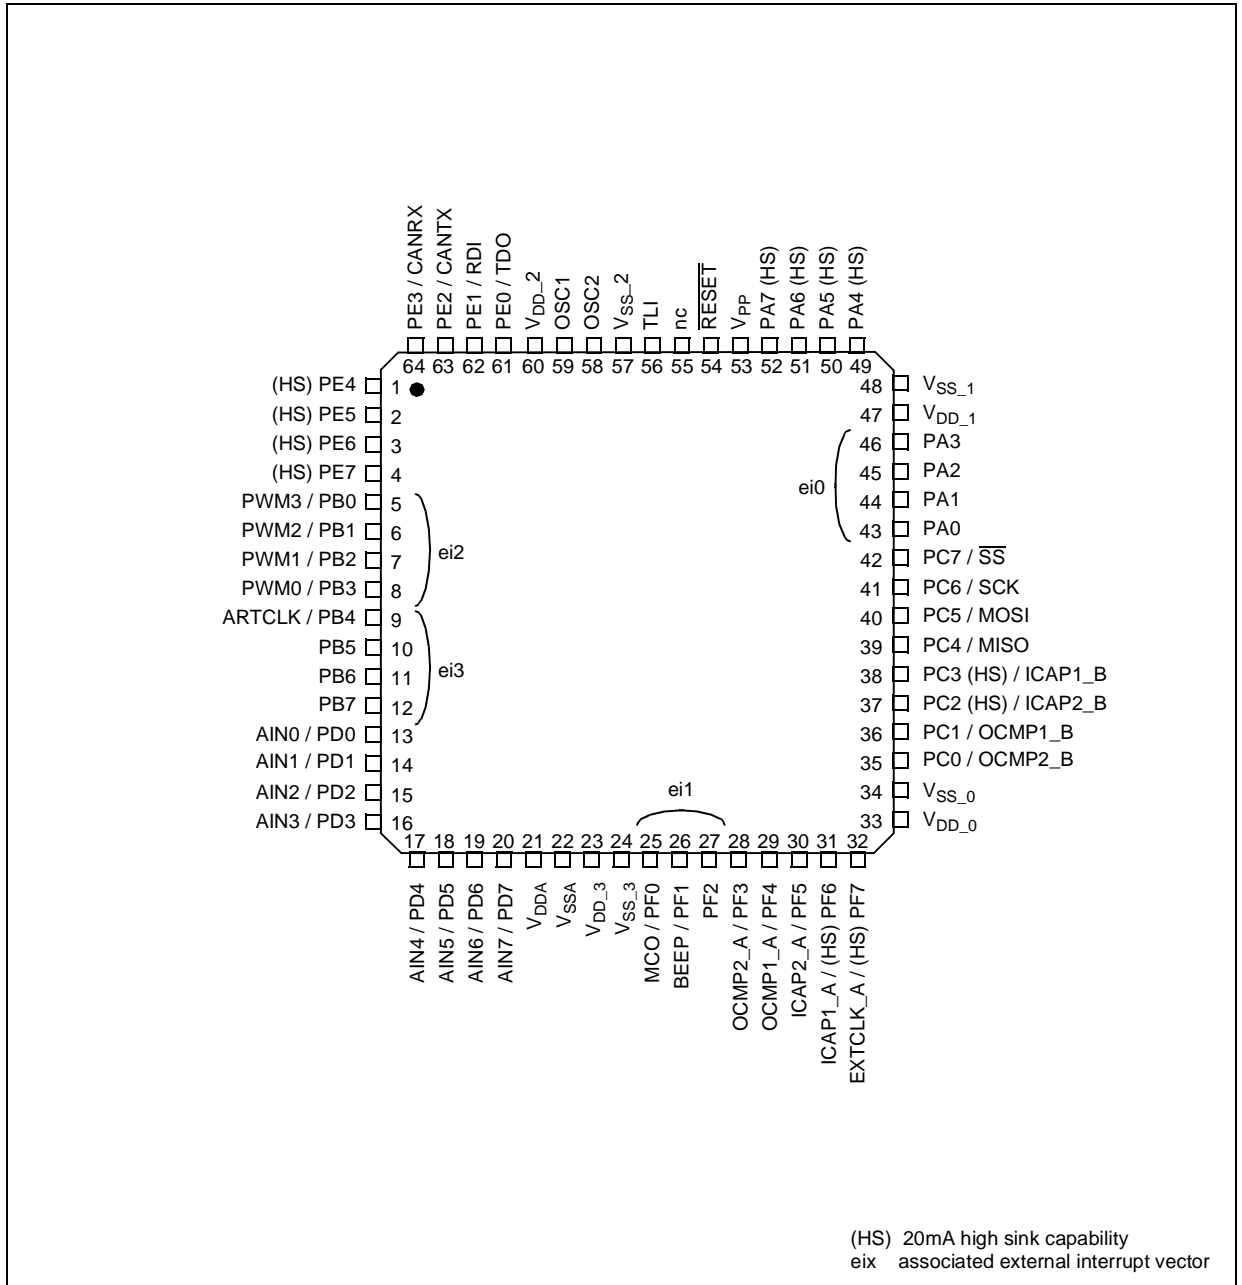 PE3 / CANRX
PE2 / CANTX
PE1 / RDI
PE0 / TDO
VDD_2
OSC1
OSC2
VSS_2
TLI
nc
RESET
VPP
PA7 (HS)
PA6 (HS)
PA5 (HS)
PA4 (HS)
64 63 62 61 60 59 58 57 56 55 54 53 52 51 50 49
(HS) PE4 1
(HS) PE5 2
(HS) PE6 3
(HS) PE7 4
PWM3 / PB0 5
PWM2 / PB1 6
PWM1 / PB2 7
PWM0 / PB3 8
ei2
ARTCLK / PB4 9
PB5 10
PB6 11
PB7 12
ei3
AIN0 / PD0 13
AIN1 / PD1 14
AIN2 / PD2 15
AIN3 / PD3 16
48 VSS_1
47 VDD_1
46 PA3
45 PA2
44 PA1
43 PA0
ei0
42 PC7 / SS
41 PC6 / SCK
40 PC5 / MOSI
39 PC4 / MISO
38 PC3 (HS) / ICAP1_B
37 PC2 (HS) / ICAP2_B
36 PC1 / OCMP1_B
35 PC0 / OCMP2_B
34 VSS_0
33 VDD_0
ei1
17 18 19 20 21 22 23 24 25 26 27 28 29 30 31 32
AIN4 / PD4
AIN5 / PD5
AIN6 / PD6
AIN7 / PD7
VDDA
VSSA
VDD_3
VSS_3
MCO / PF0
BEEP / PF1
PF2
OCMP2_A / PF3
OCMP1_A / PF4
ICAP2_A / PF5
ICAP1_A / (HS) PF6
EXTCLK_A / (HS) PF7
(HS) 20mA high sink capability
eix associated external interrupt vector